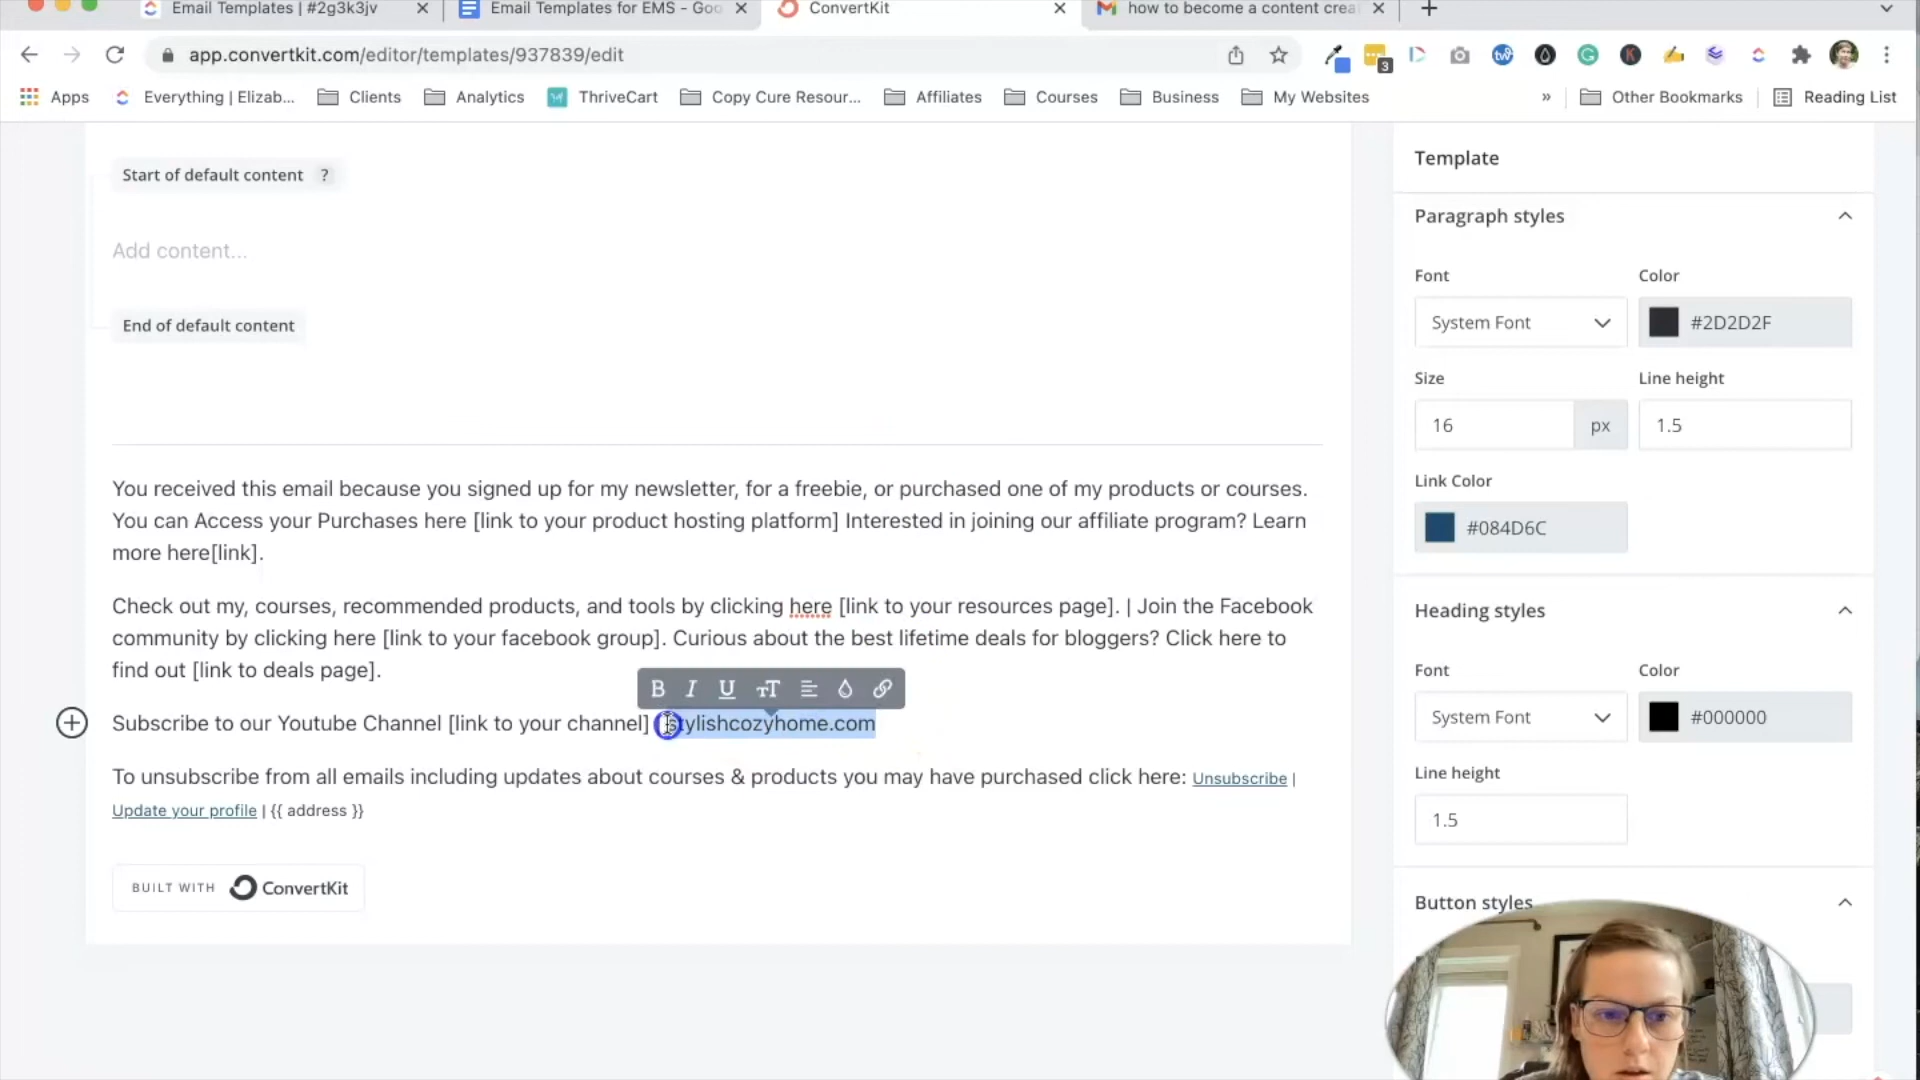 Email Templates | #2g3k3jv
Email Templates for EMS - Goo
ConvertKit
how to become a content crea
app.convertkit.com/editor/templates/937839/edit
3
Apps
Everything | Elizab...
Clients
Analytics
ThriveCart
Copy Cure Resour...
Affiliates
Courses
Business
My Websites
»
Other Bookmarks
Reading List
Start of default content ?
Add content...
End of default content
You received this email because you signed up for my newsletter, for a freebie, or purchased one of my products or courses.
You can Access your Purchases here [link to your product hosting platform] Interested in joining our affiliate program? Learn
more here[link].
Check out my, courses, recommended products, and tools by clicking here [link to your resources page]. | Join the Facebook
community by clicking here [link to your facebook group]. Curious about the best lifetime deals for bloggers? Click here to
find out [link to deals page].
B I U TT
Subscribe to our Youtube Channel [link to your channel] | stylishcozyhome.com
To unsubscribe from all emails including updates about courses & products you may have purchased click here: Unsubscribe |
Update your profile | {{ address }}
BUILT WITH ConvertKit
Template
Paragraph styles
Font
Color
System Font
#2D2D2F
Size
Line height
16 px
1.5
Link Color
#084D6C
Heading styles
Font
Color
System Font
#000000
Line height
1.5
Button styles